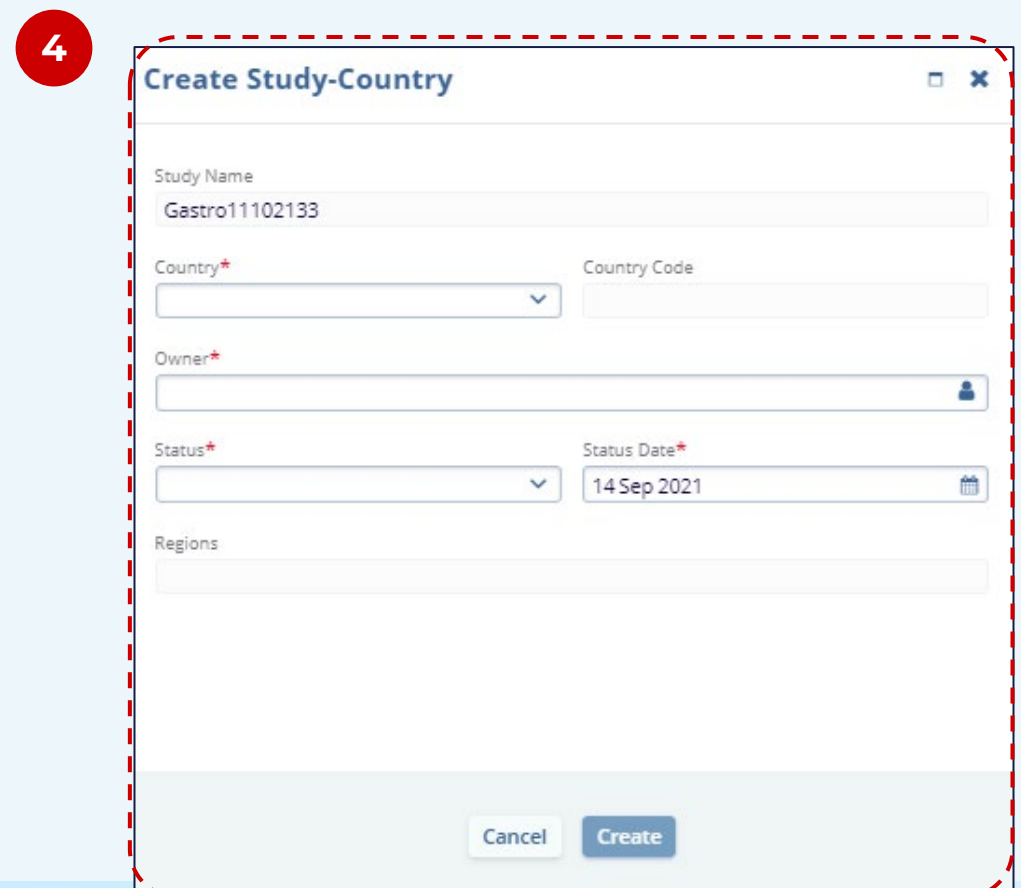 4
Create Study-Country
Study Name
Gastro11102133
Country* Country Code
Owner*
Status* Status Date*
14 Sep 2021
Regions
Cancel Create